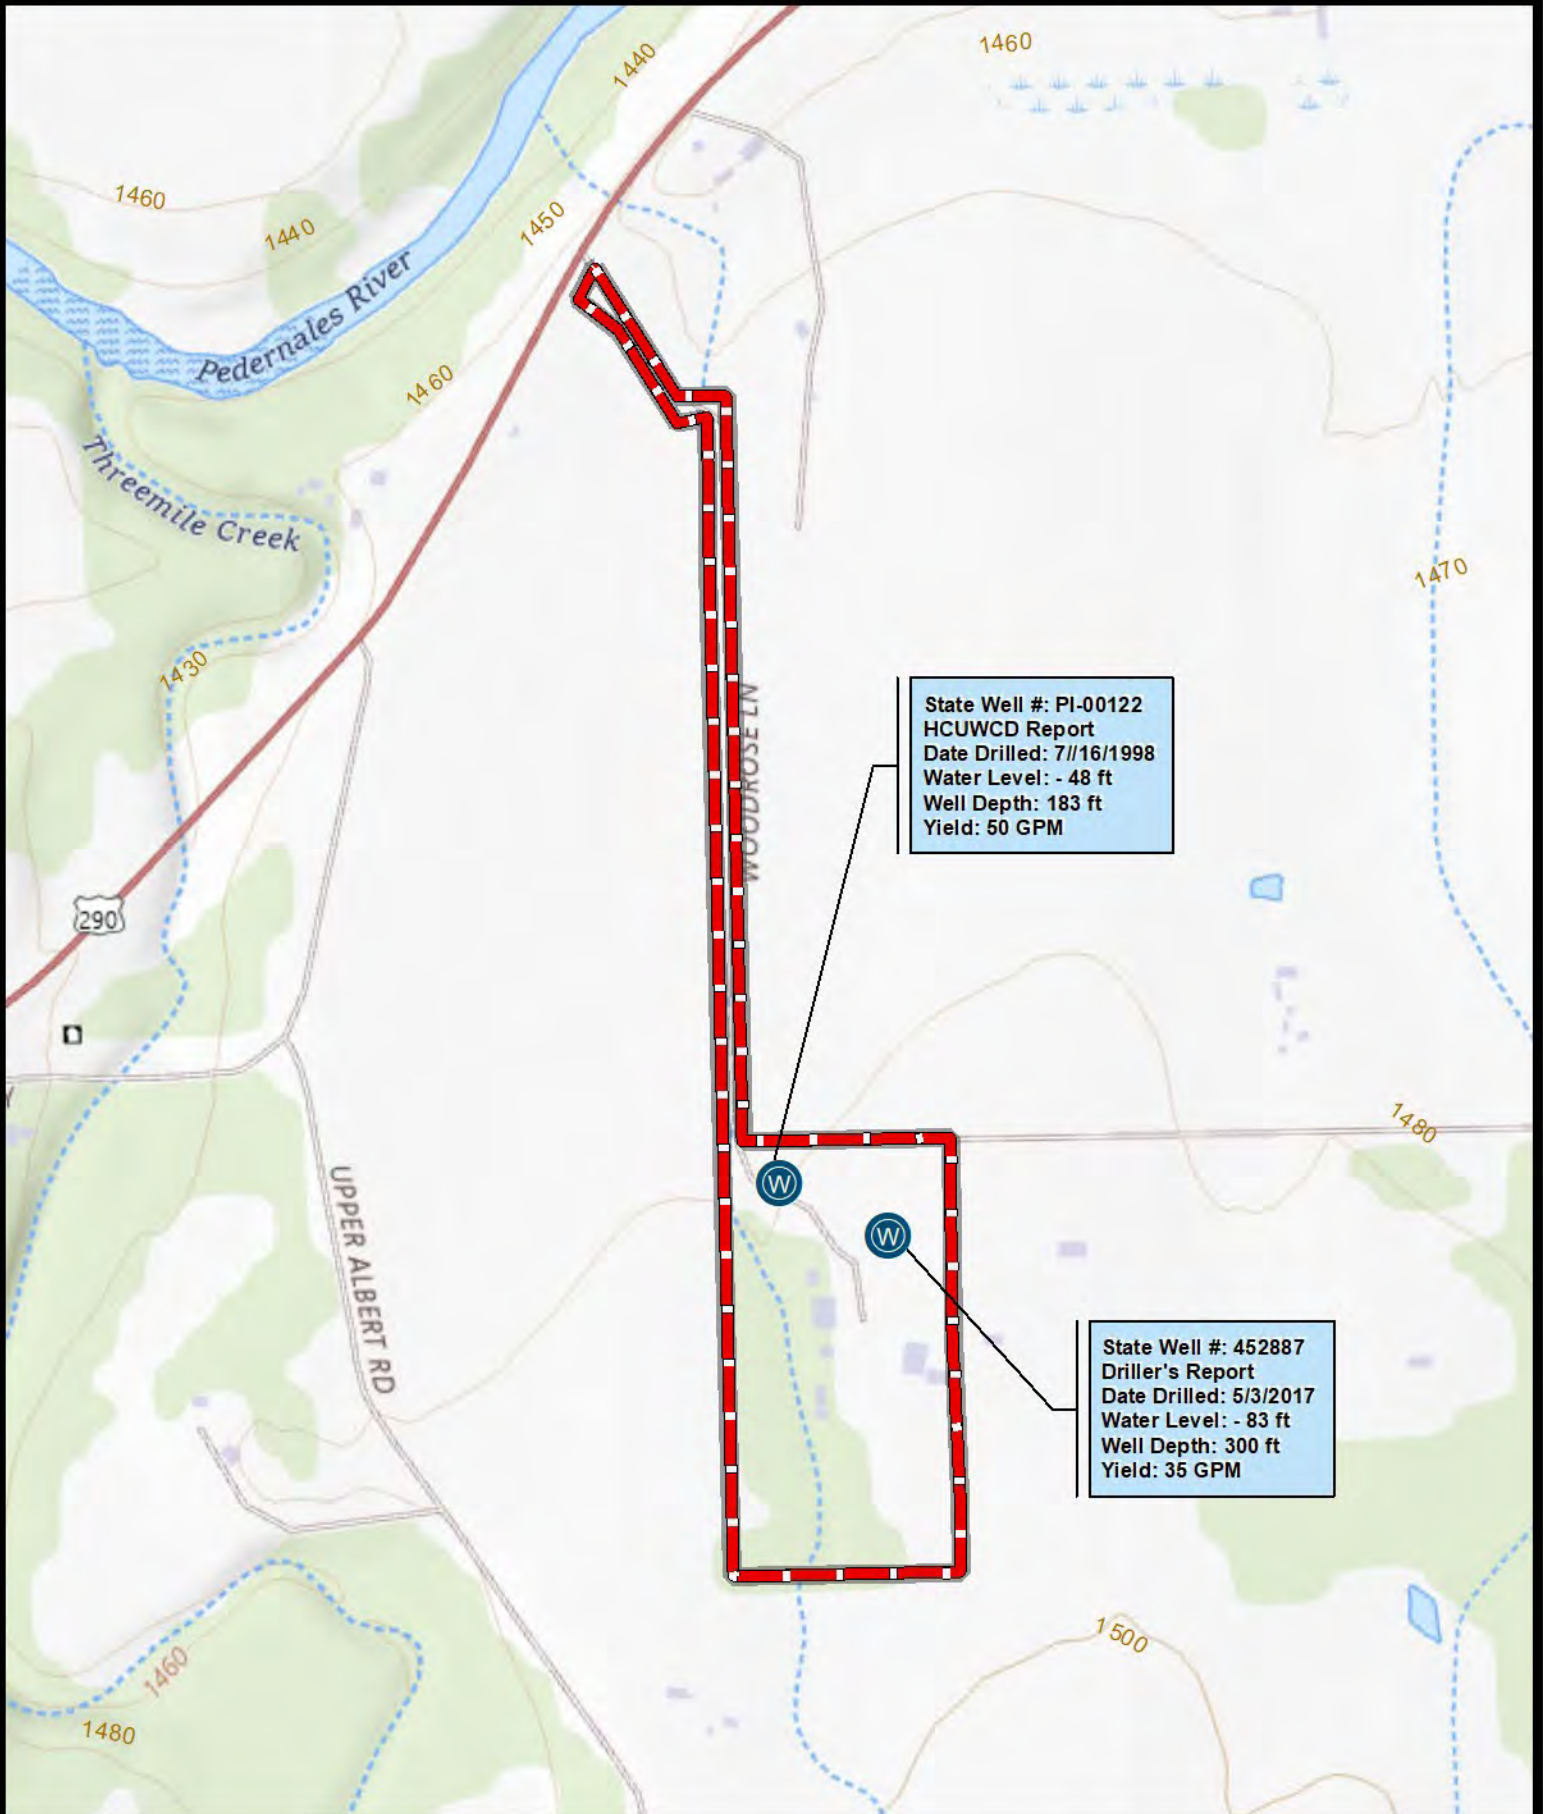 1460
1440
1460
1440
1450
Pedernales River
1460
Threemile Creek
1470
1430
WOODROSE LN
State Well #: PI-00122
HCUWCD Report
Date Drilled: 7//16/1998
Water Level: - 48 ft
Well Depth: 183 ft
Yield: 50 GPM
290
W
1480
UPPER ALBERT RD
W
State Well #: 452887
Driller's Report
Date Drilled: 5/3/2017
Water Level: - 83 ft
Well Depth: 300 ft
Yield: 35 GPM
1500
1460
1480